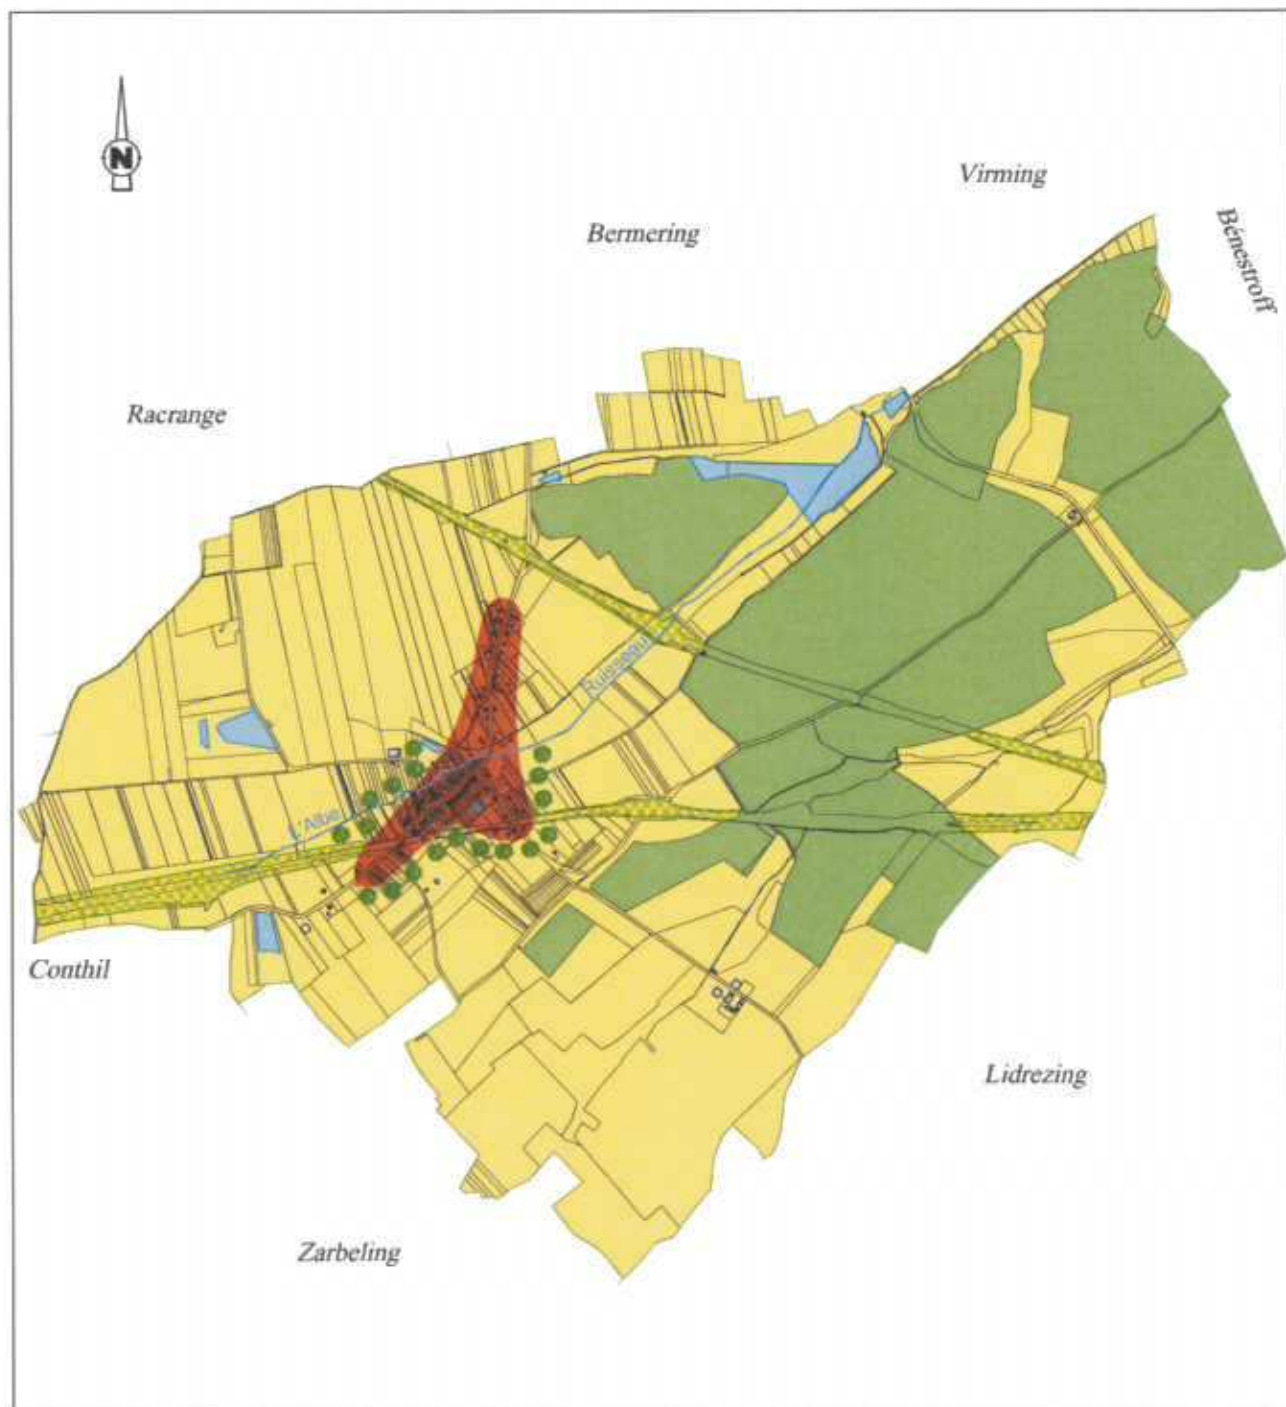 N
Virming
Bénestroff
Bermering
Racrange
L'Albe
Conthil
Lidrezing
Zarbeling